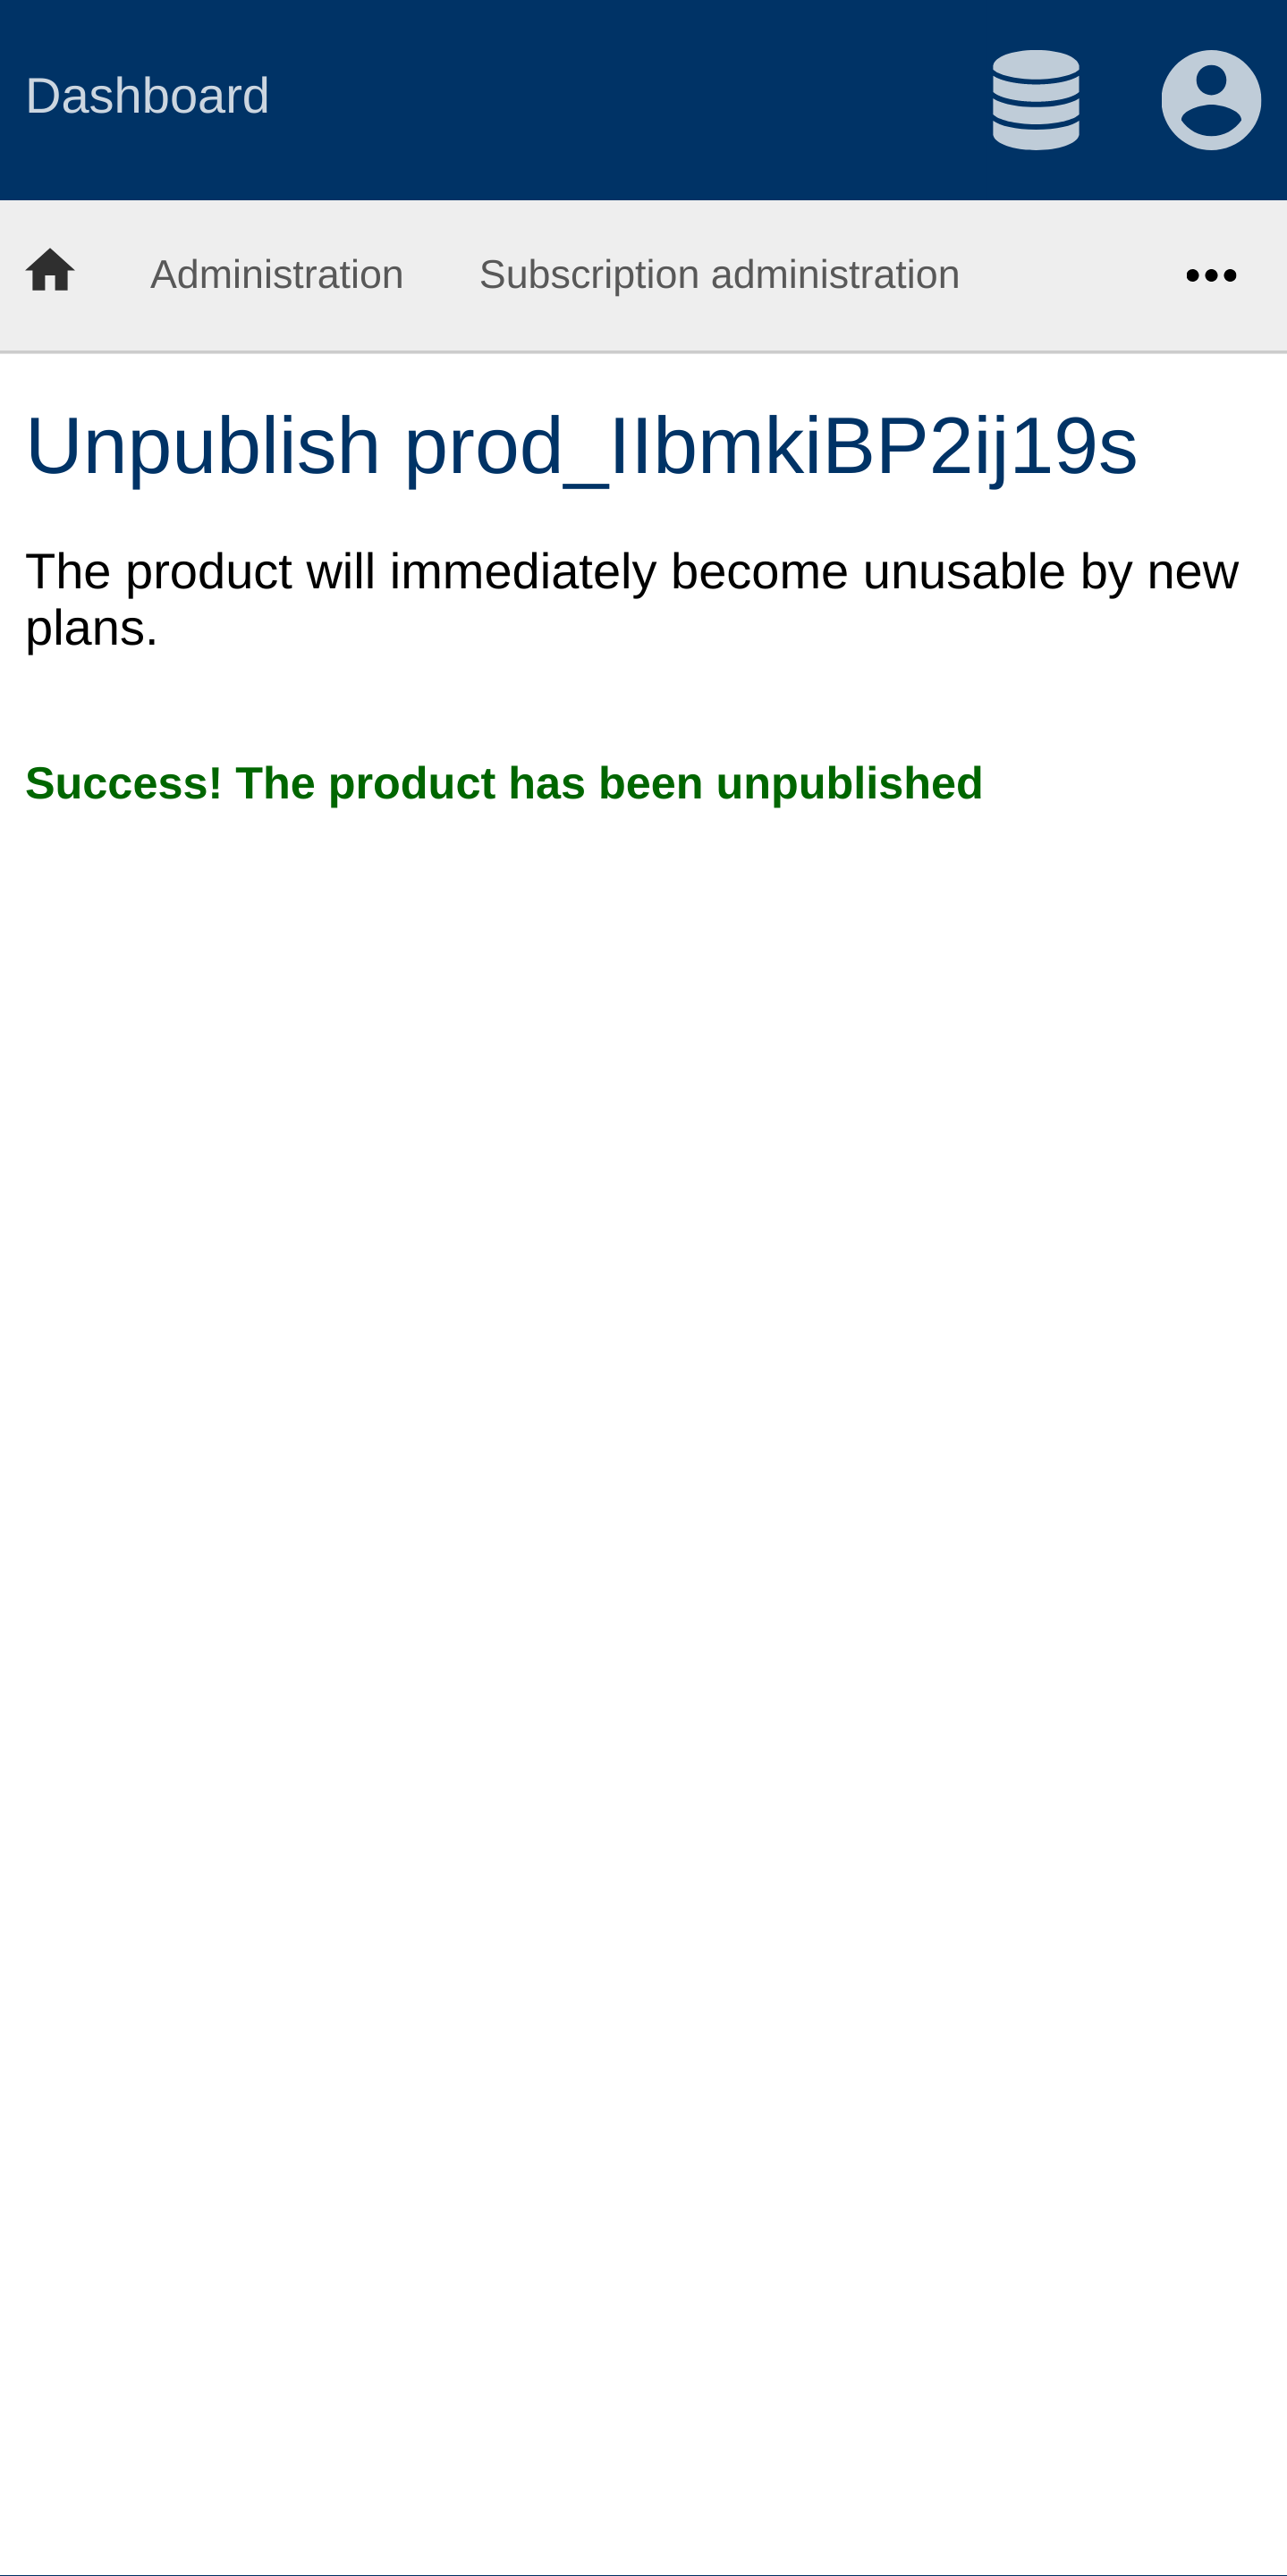 Dashboard
Administration Subscription administration
Unpublish prod_IIbmkiBP2ij19s
The product will immediately become unusable by new
plans.
Success! The product has been unpublished